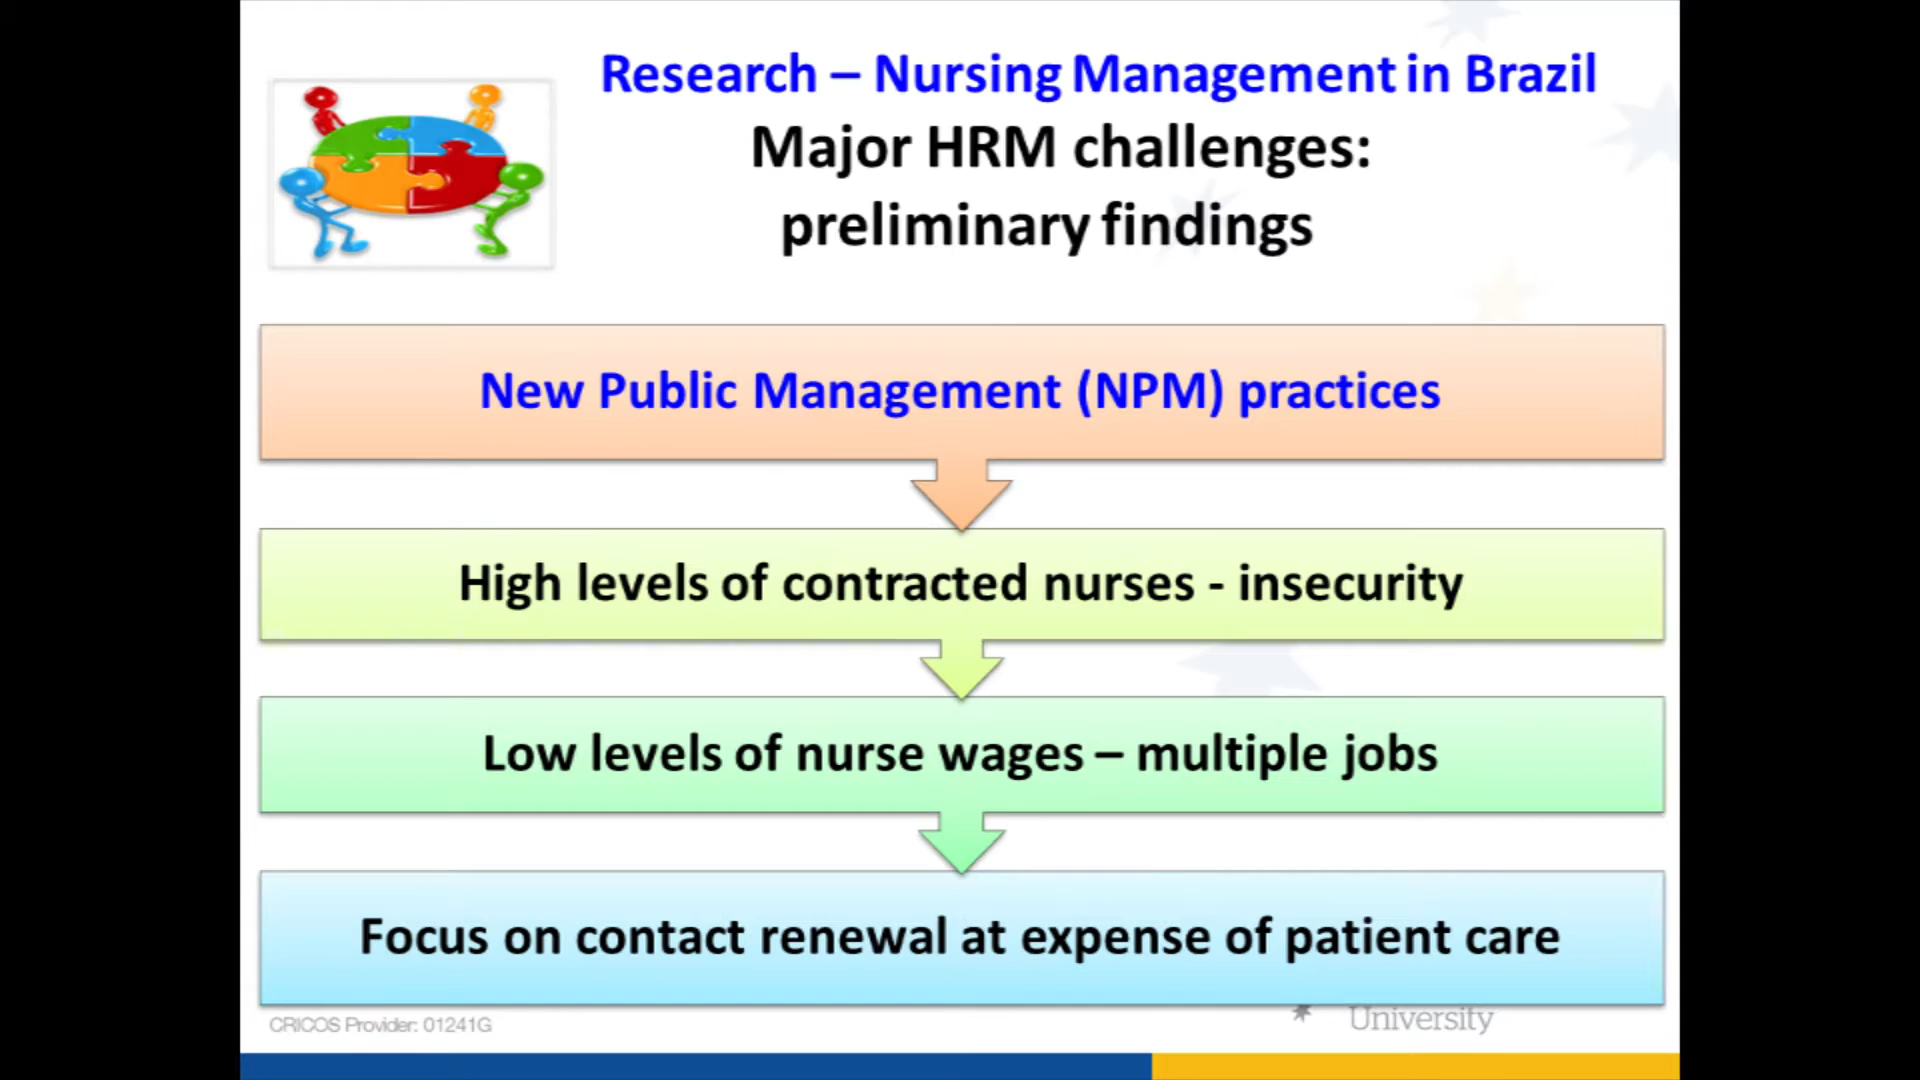 Research – Nursing Management in Brazil
Major HRM challenges:
preliminary findings
New Public Management (NPM) practices
High levels of contracted nurses - insecurity
Low levels of nurse wages – multiple jobs
Focus on contact renewal at expense of patient care
CRICOS Provider: 01241G
University